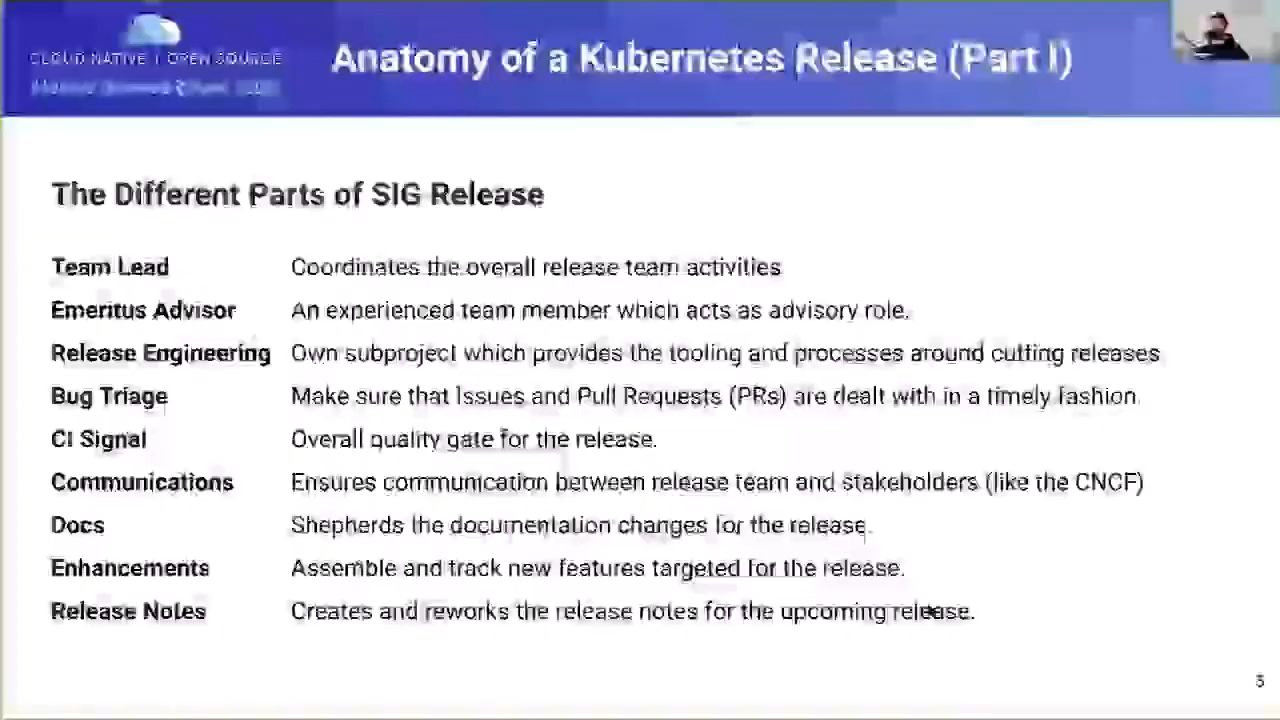 CLOUD NATIVE | OPEN SOURCE
Anatomy of a Kubernetes Release (Part I)
The Different Parts of SIG Release
Team Lead Coordinates the overall release team activities
Emeritus Advisor An experienced team member which acts as advisory role.
Release Engineering Own subproject which provides the tooling and processes around cutting releases
Bug Triage Make sure that Issues and Pull Requests (PRs) are dealt with in a timely fashion
CI Signal Overall quality gate for the release.
Communications Ensures communication between release team and stakeholders (like the CNCF)
Docs Shepherds the documentation changes for the release.
Enhancements Assemble and track new features targeted for the release.
Release Notes Creates and reworks the release notes for the upcoming release.
5